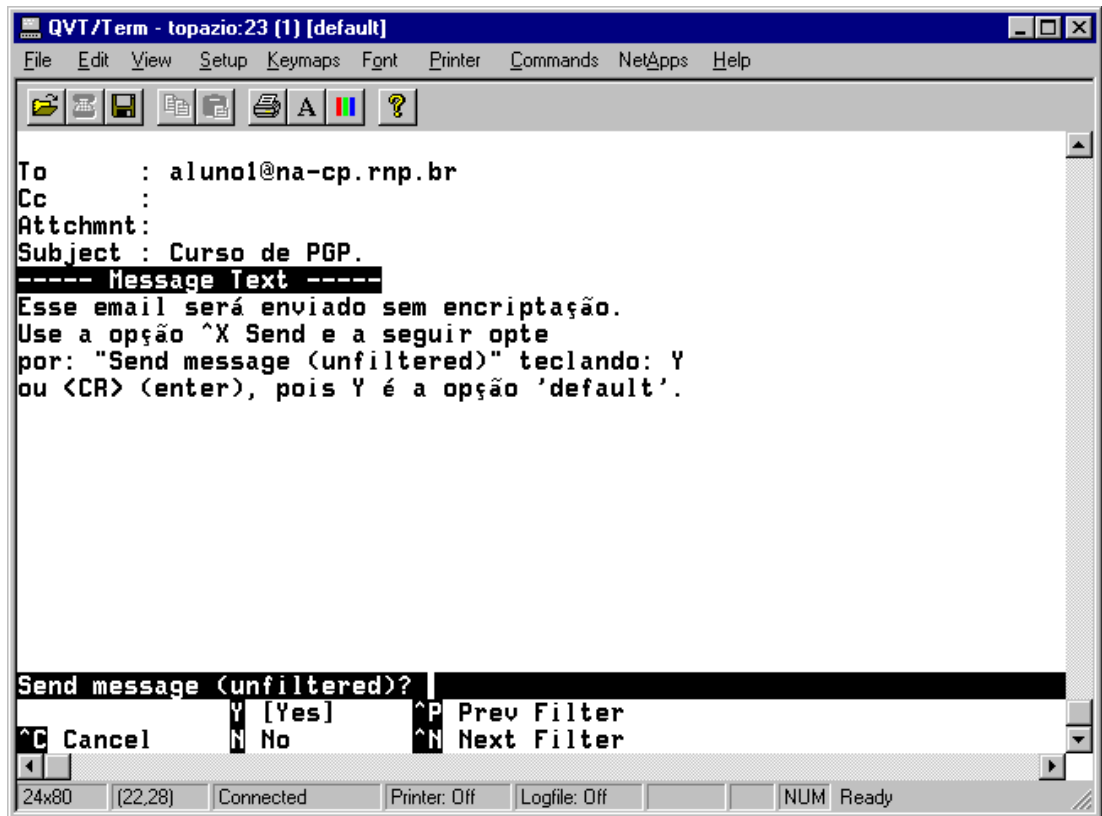 QVT/Term - topazio:23 (1) [default]
File Edit View Setup Keymaps Font Printer Commands NetApps Help
A ?
To : aluno1@na-cp.rnp.br
Cc :
Attchmnt:
Subject : Curso de PGP.
----- Message Text -----
Esse email será enviado sem encriptação.
Use a opção ^X Send e a seguir opte
por: "Send message (unfiltered)" teclando: Y
ou <CR> (enter), pois Y é a opção 'default'.
Send message (unfiltered)?
Y [Yes] ^P Prev Filter
^C Cancel N No ^N Next Filter
24x80 (22,28) Connected Printer: Off Logfile: Off NUM Ready